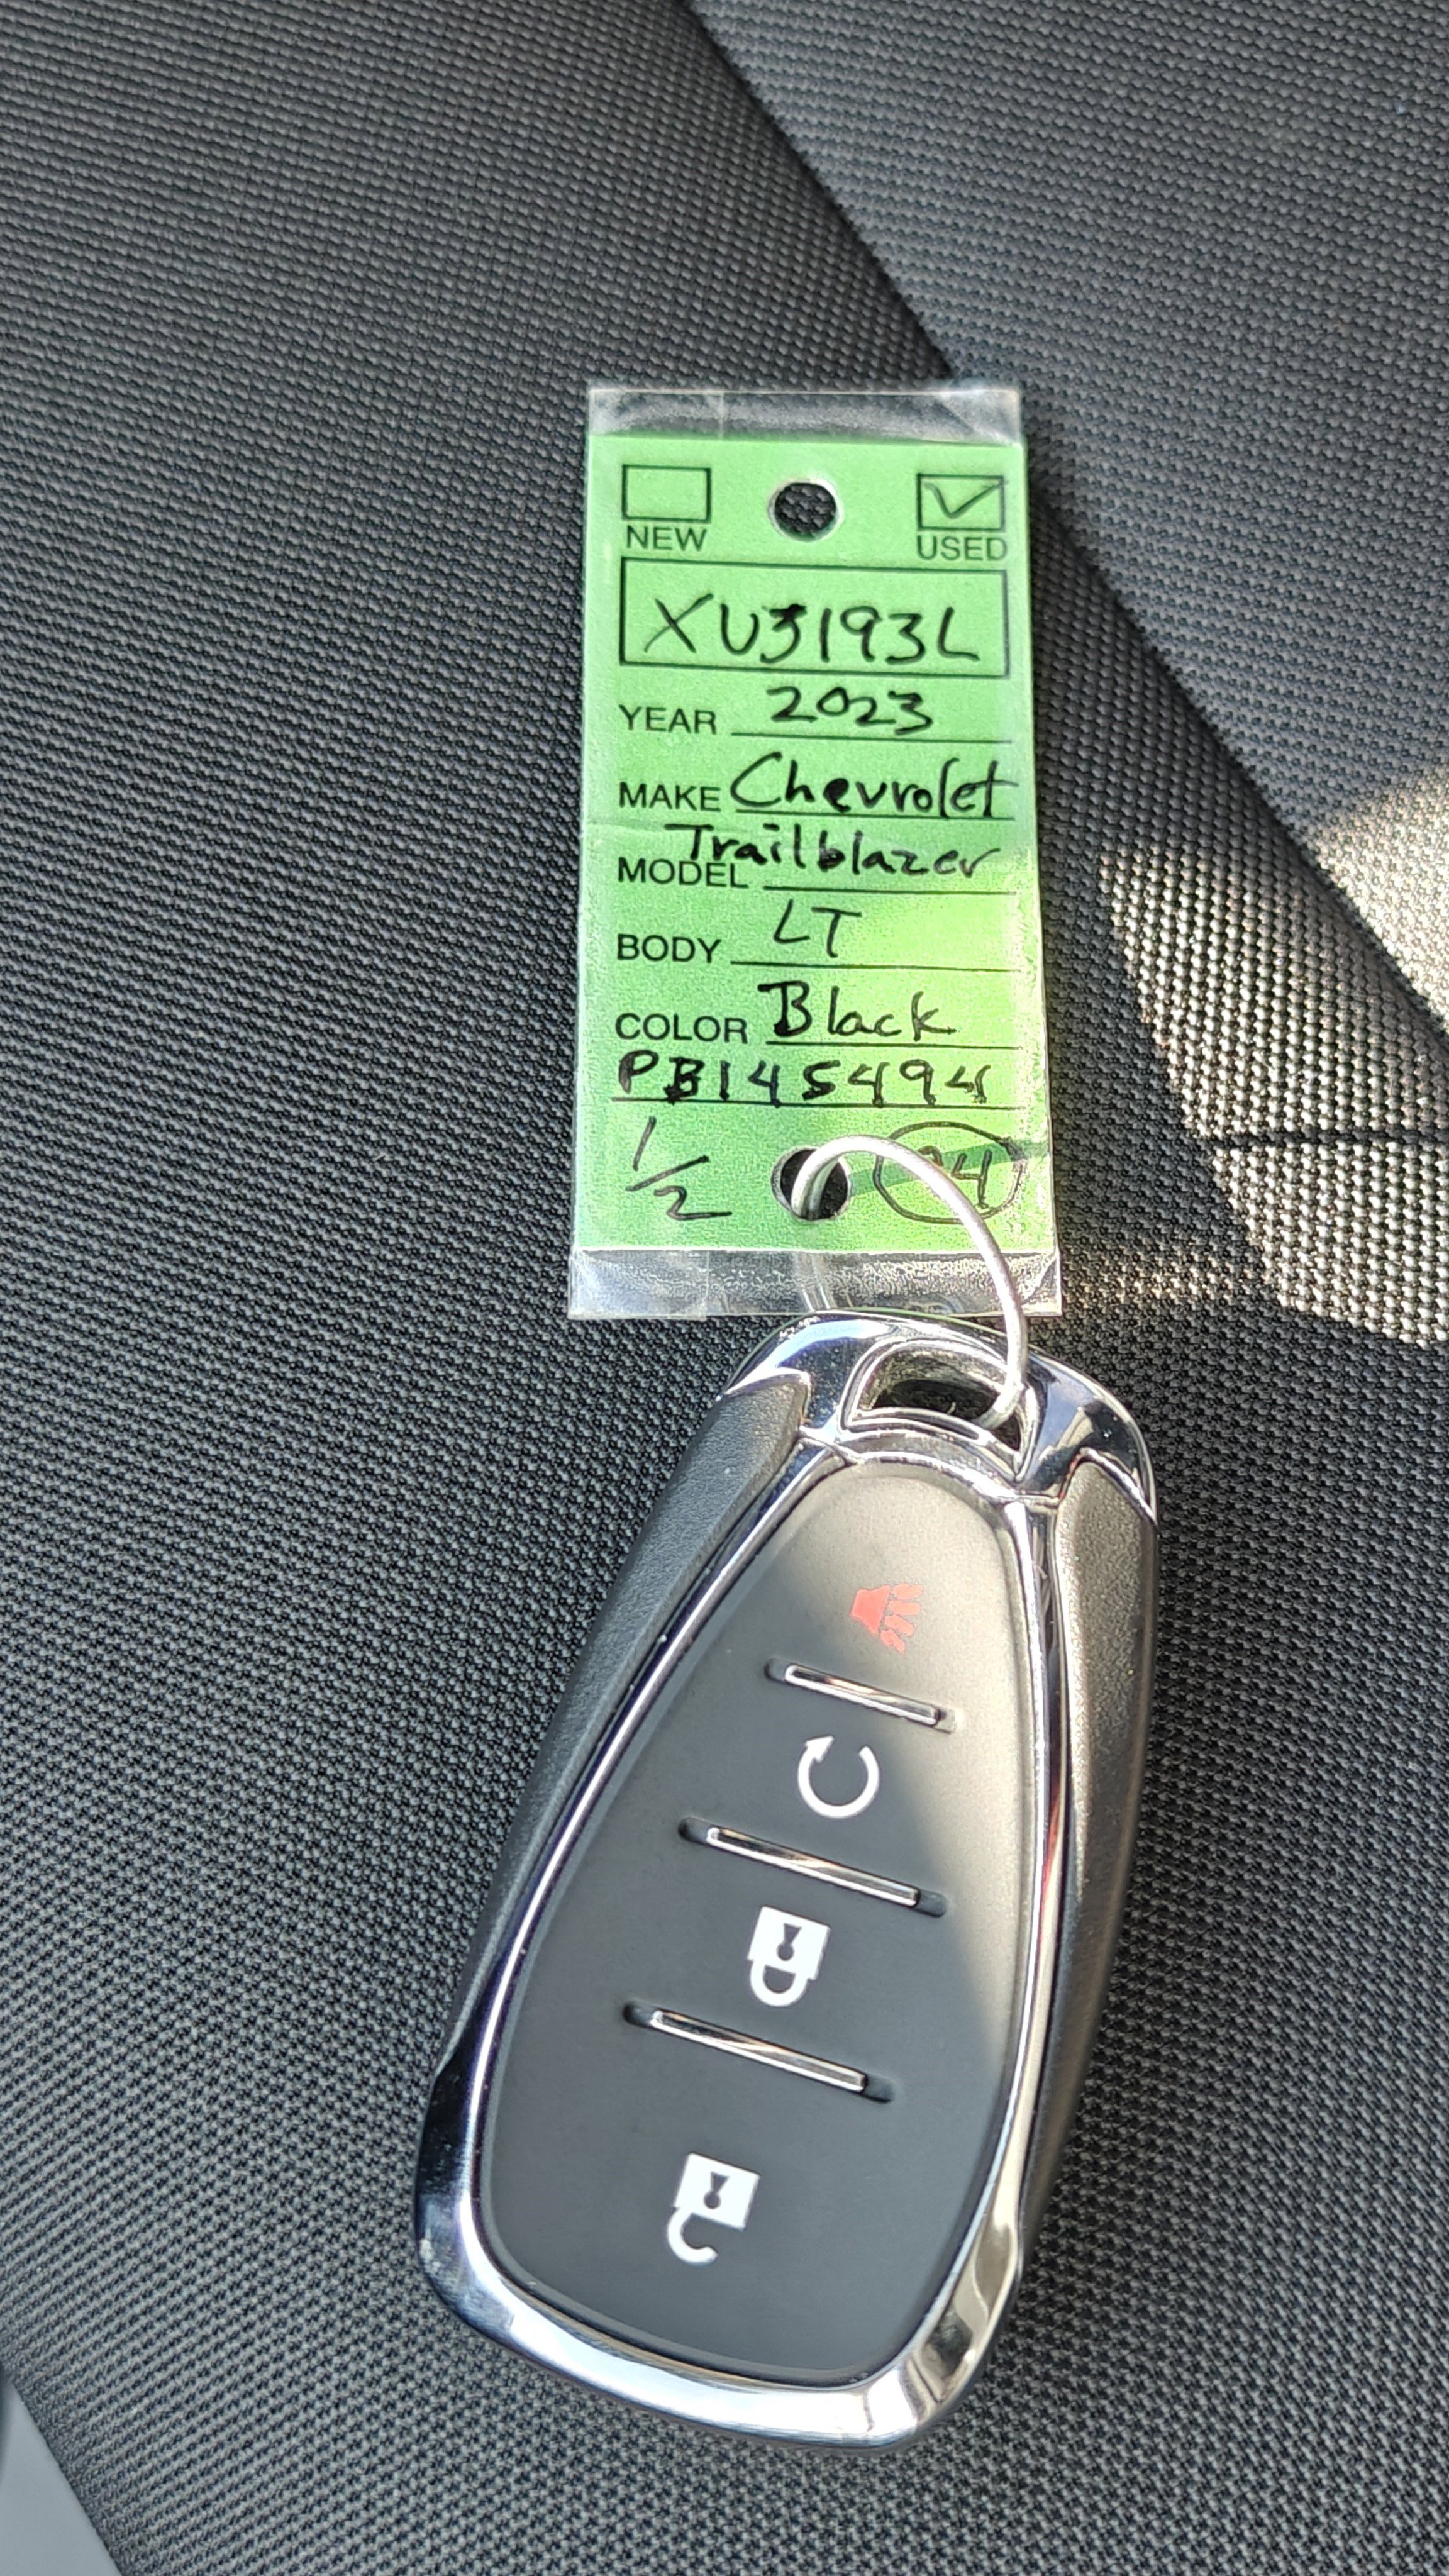 NEW USED
XU3193L
YEAR 2023
MAKE Chevrolet
MODEL Trailblazer
BODY LT
COLOR Black
PB145494
1/2